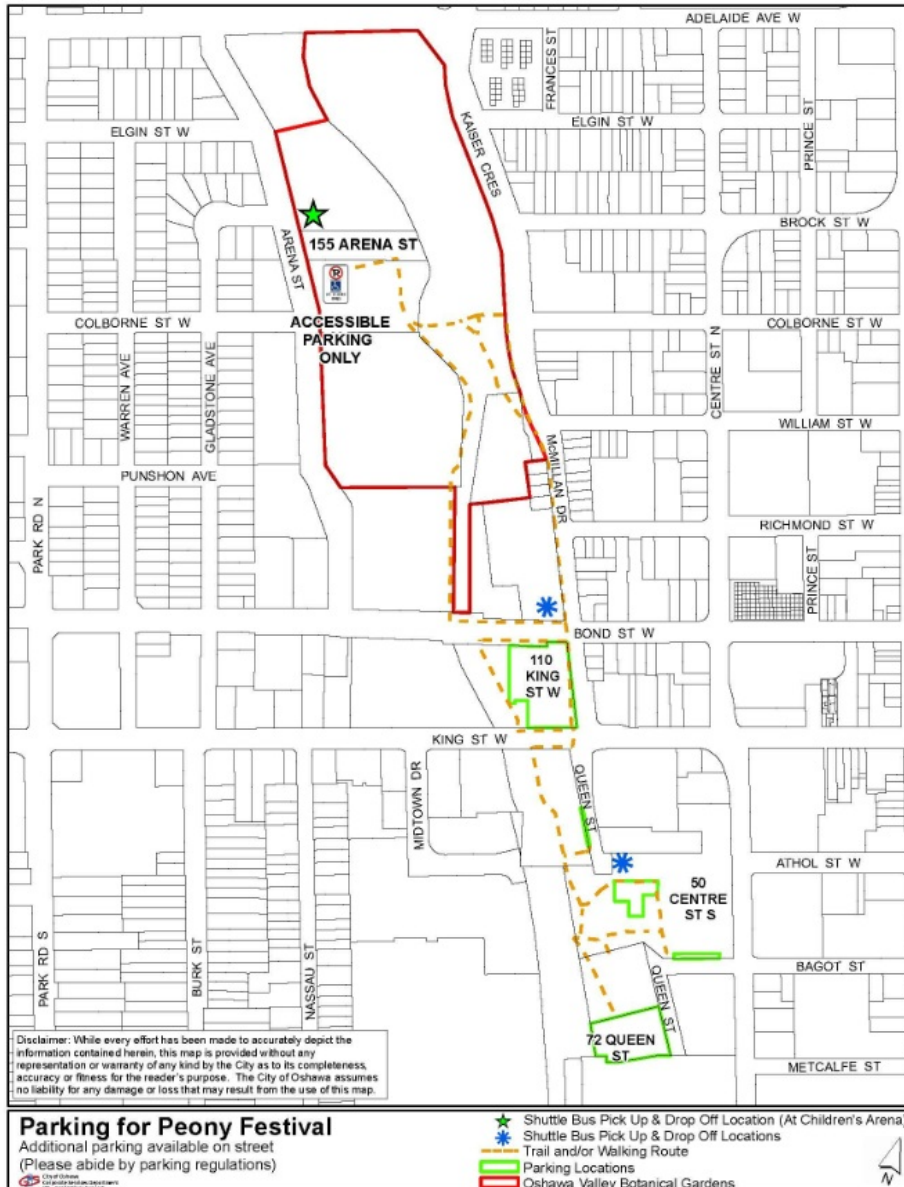 ADELAIDE AVE W
FRANCES ST
ELGIN ST W
ELGIN ST W
PRINCE ST
KAISER CRES
BROCK ST W
155 ARENA ST
ARENA ST
COLBORNE ST W
ACCESSIBLE
PARKING
ONLY
COLBORNE ST W
WARREN AVE
GLADSTONE AVE
CENTRE ST N
WILLIAM ST W
McMILLAN DR
PUNSHON AVE
PARK RD N
RICHMOND ST W
PRINCE ST
BOND ST W
110
KING
ST W
KING ST W
MIDTOWN DR
QUEEN ST
ATHOL ST W
50
CENTRE
ST S
PARK RD S
BURK ST
NASSAU ST
BAGOT ST
QUEEN ST
72 QUEEN
ST
METCALFE ST
Disclaimer: While every effort has been made to accurately depict the
information contained herein, this map is provided without any
representation or warranty of any kind by the City as to its completeness,
accuracy or fitness for the reader's purpose. The City of Oshawa assumes
no liability for any damage or loss that may result from the use of this map.
Parking for Peony Festival
Additional parking available on street
(Please abide by parking regulations)
City of Oshawa
Shuttle Bus Pick Up & Drop Off Location (At Children's Arena)
Shuttle Bus Pick Up & Drop Off Locations
Trail and/or Walking Route
Parking Locations
Oshawa Valley Botanical Gardens
N